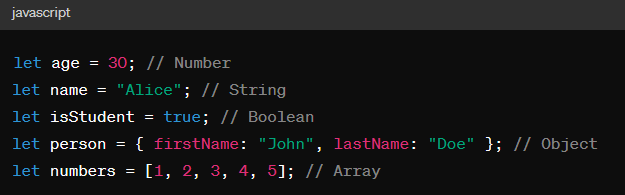 javascript
let age = 30; // Number
let name = "Alice"; // String
let isStudent = true; // Boolean
let person = { firstName: "John", lastName: "Doe" }; // Object
let numbers = [1, 2, 3, 4, 5]; // Array